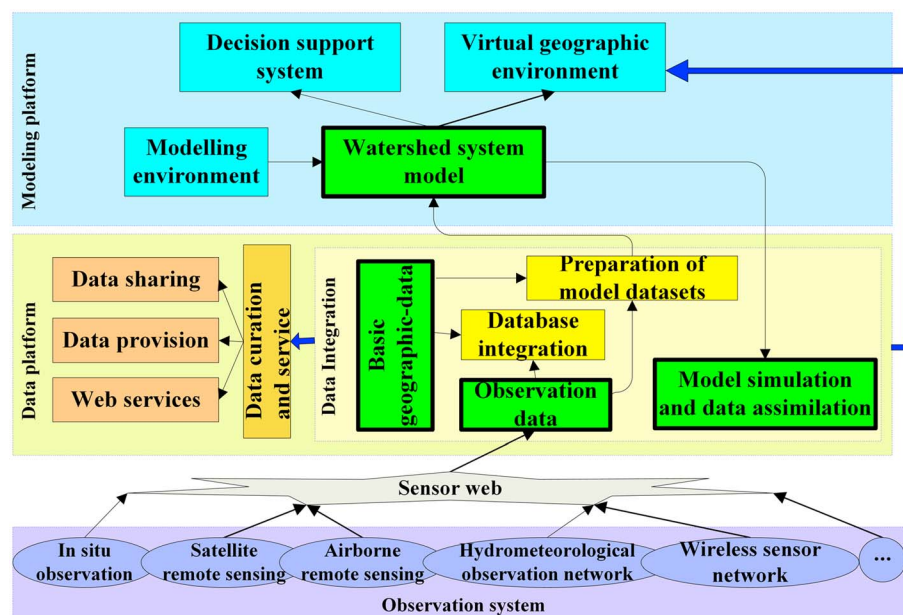 Modeling platform
Decision support
system
Virtual geographic
environment
Modelling
environment
Watershed system
model
Data platform
Data sharing
Data provision
Web services
Data curation
and service
Data Integration
Basic
geographic-data
Preparation of
model datasets
Database
integration
Observation
data
Model simulation
and data assimilation
Sensor web
In situ
observation
Satellite
remote sensing
Airborne
remote sensing
Hydrometeorological
observation network
Wireless sensor
network
...
Observation system